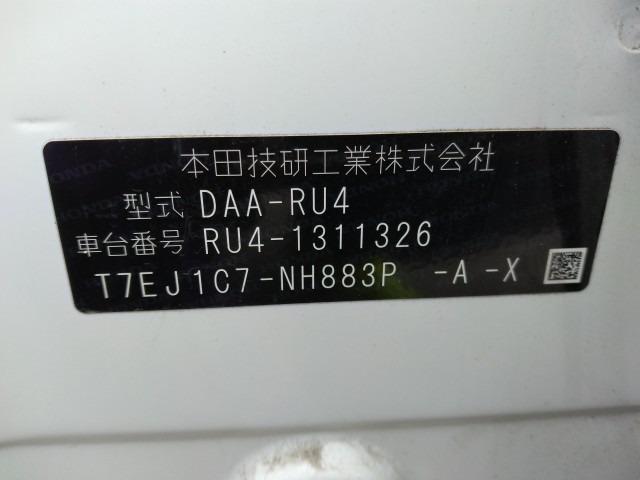 本田技研工業株式会社
型式 DAA-RU4
車台番号 RU4-1311326
T7EJ1C7-NH883P -A -X